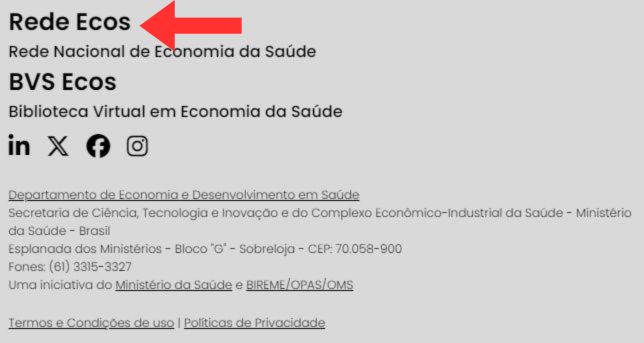 Rede Ecos
Rede Nacional de Economia da Saúde
BVS Ecos
Biblioteca Virtual em Economia da Saúde
Departamento de Economia e Desenvolvimento em Saúde
Secretaria de Ciência, Tecnologia e Inovação e do Complexo Econômico-Industrial da Saúde - Ministério
da Saúde - Brasil
Esplanada dos Ministérios - Bloco "G" - Sobreloja - CEP: 70.058-900
Fones: (61) 3315-3327
Uma iniciativa do Ministério da Saúde e BIREME/OPAS/OMS
Termos e Condições de uso | Políticas de Privacidade